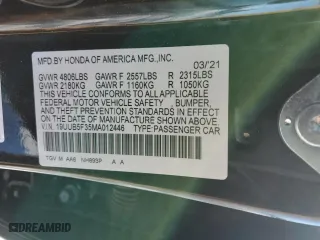 MFD BY HONDA OF AMERICA MFG.,INC.
03/'21
GVWR 4806LBS GAWR F 2557LBS R 2315LBS
GVWR 2180KG GAWR F 1160KG R 1050KG
THIS VEHICLE CONFORMS TO ALL APPLICABLE
FEDERAL MOTOR VEHICLE SAFETY, BUMPER,
AND THEFT PREVENTION STANDARDS IN EFFECT
ON THE DATE OF MANUFACTURE SHOWN ABOVE.
V.I.N. 19UUB5F35MA012446 TYPE:PASSENGER CAR
TGV M AA6 NH893P A A
DREAMBID